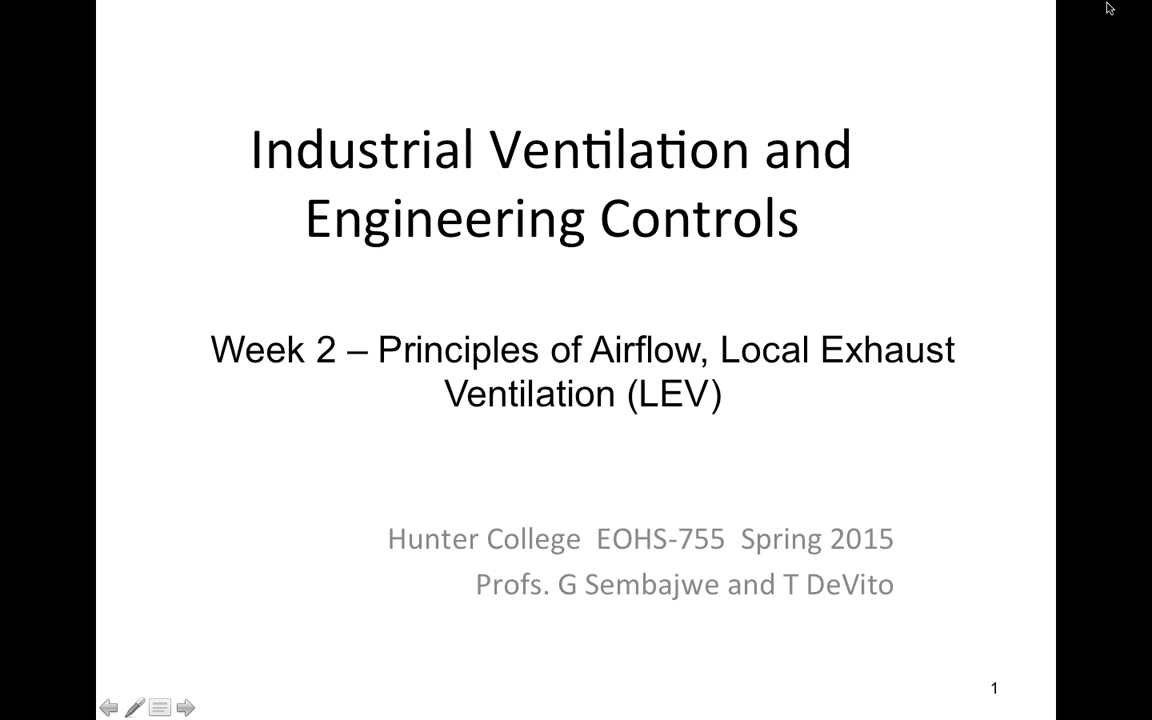 Industrial Ventilation and
Engineering Controls
Week 2 – Principles of Airflow, Local Exhaust
Ventilation (LEV)
Hunter College EOHS-755 Spring 2015
Profs. G Sembajwe and T DeVito
1